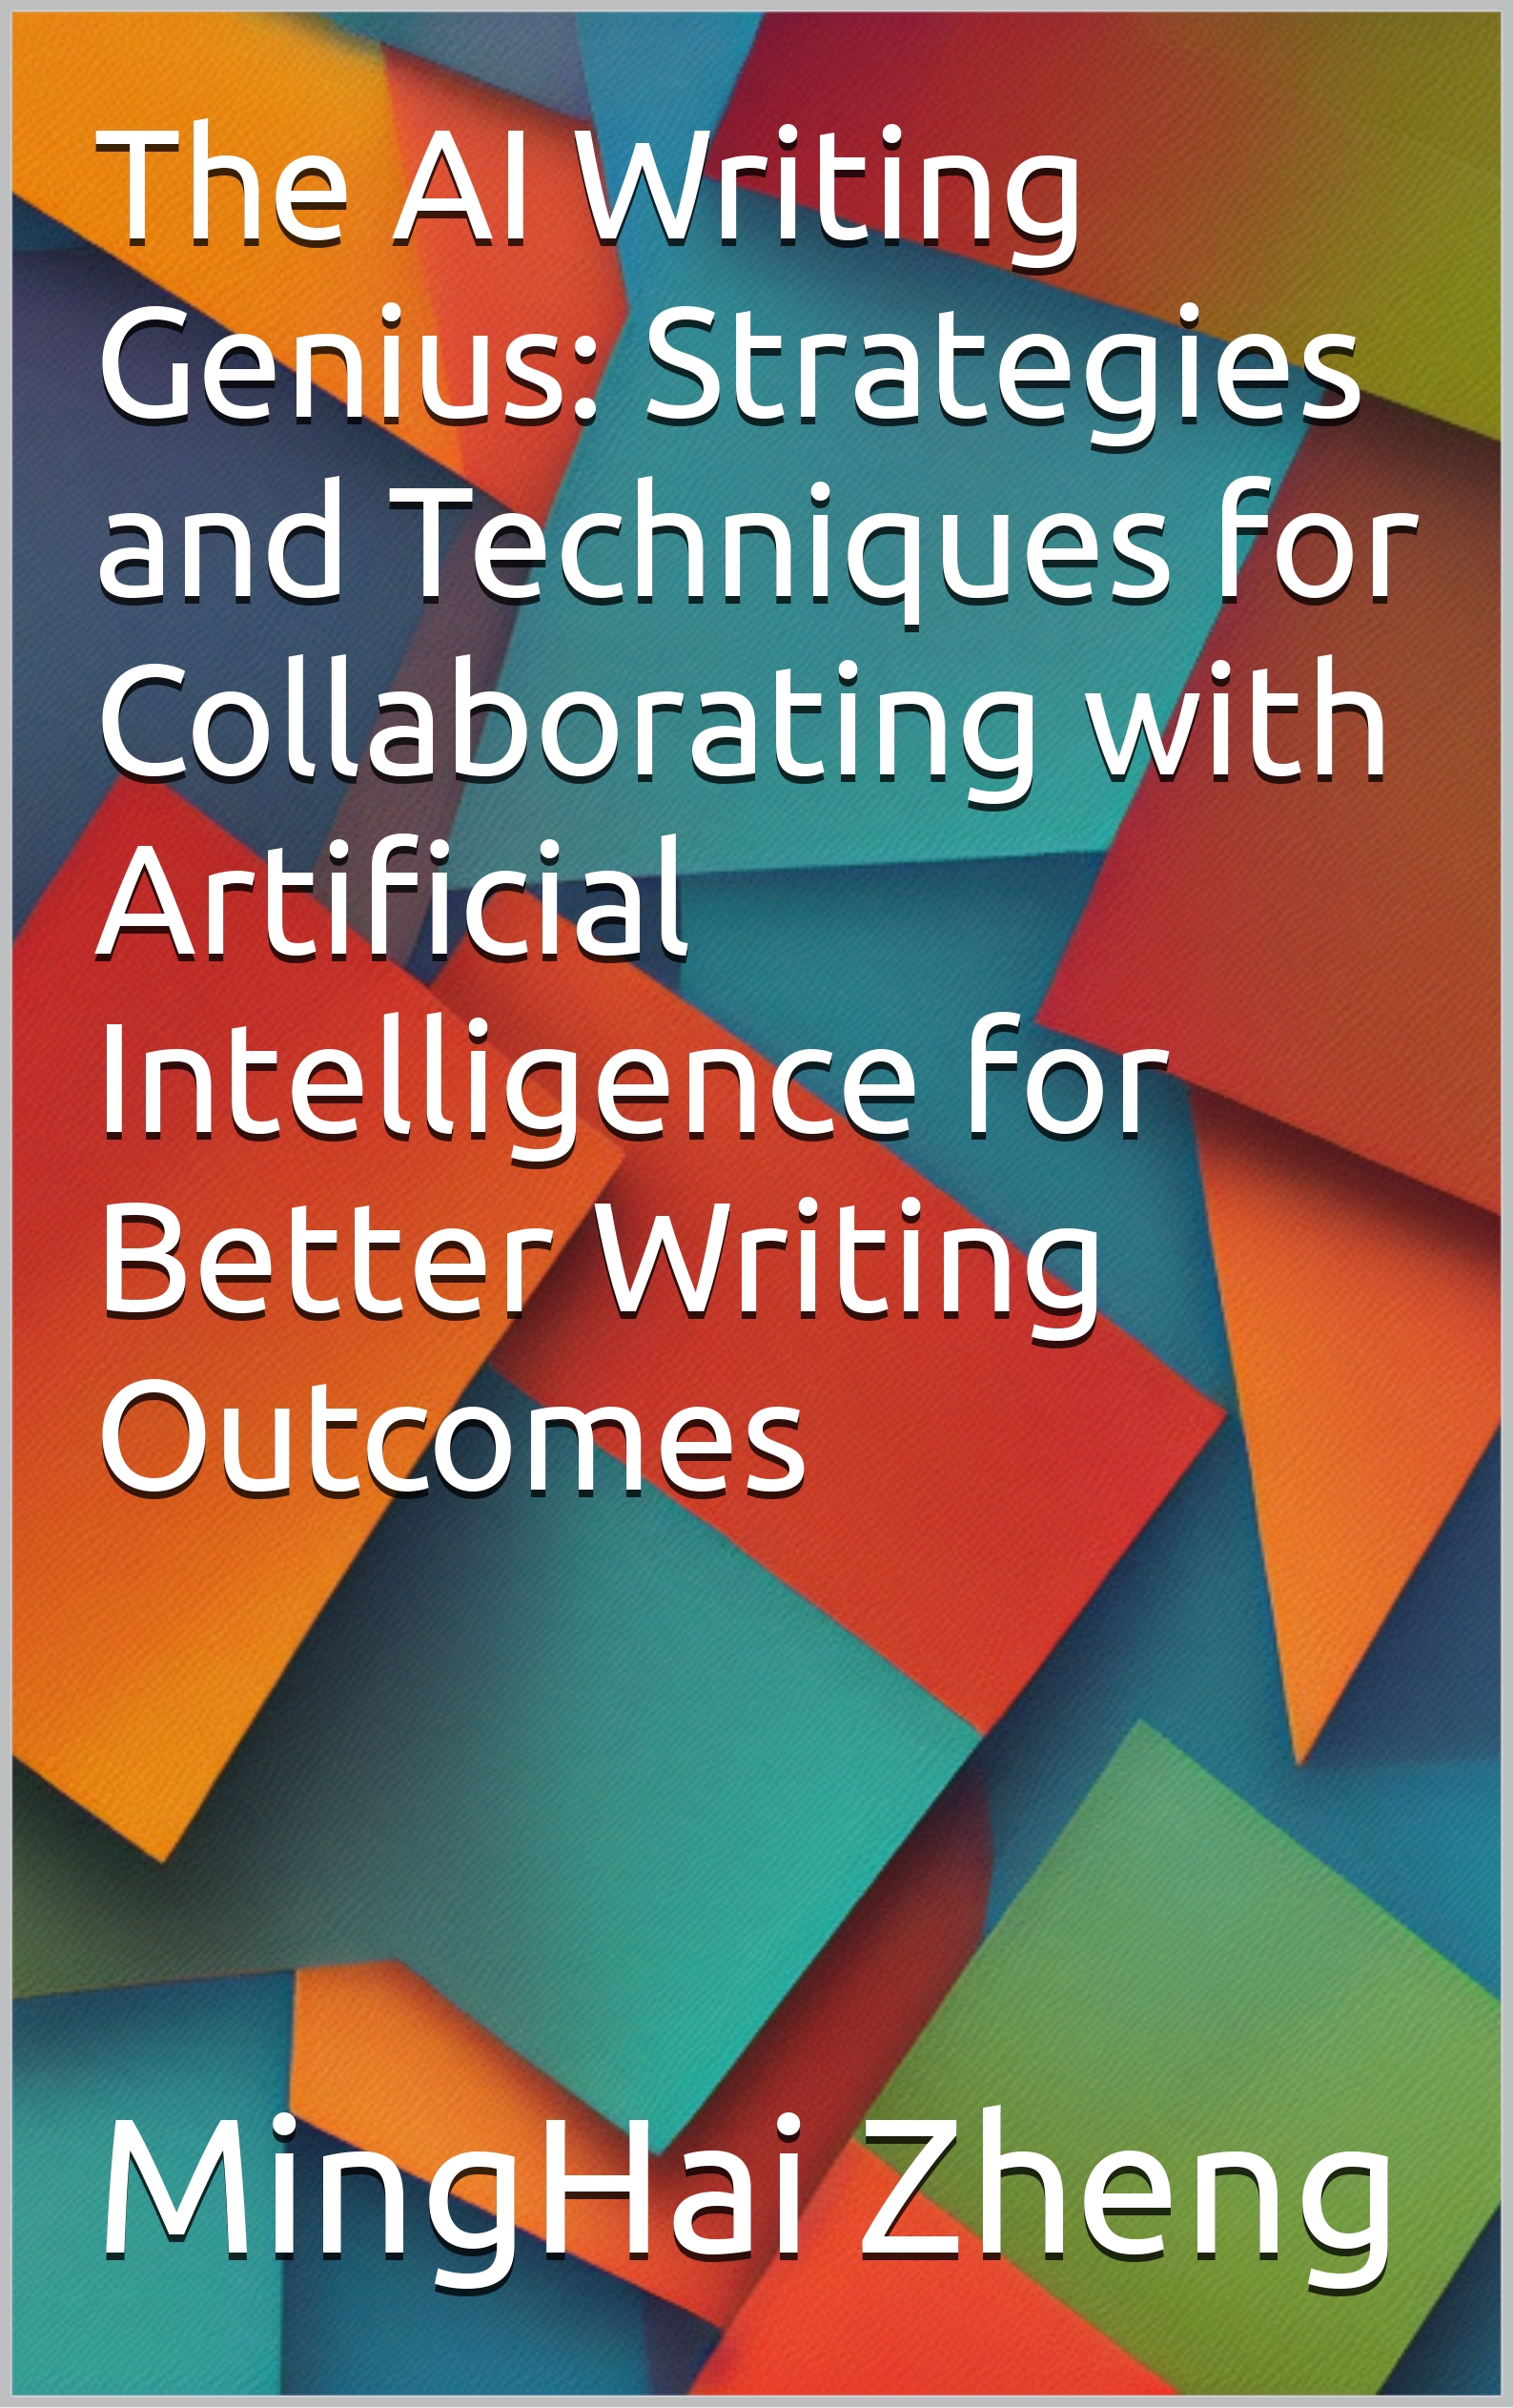 The AI Writing
Genius: Strategies
and Techniques for
Collaborating with
Artificial
Intelligence for
Better Writing
Outcomes
MingHai Zheng